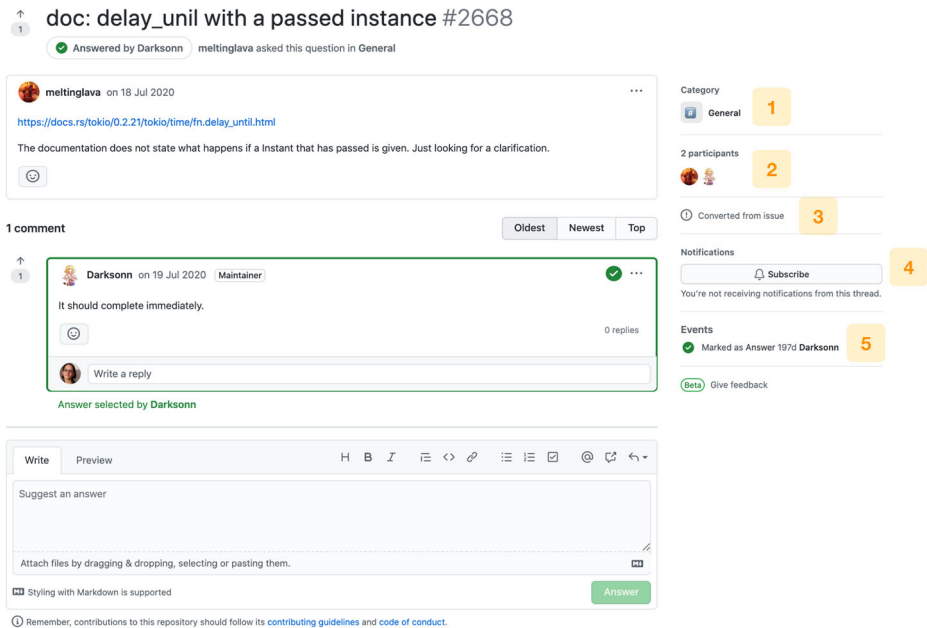 doc: delay_unil with a passed instance #2668
1
Answered by Darksonn meltinglava asked this question in General
meltinglava on 18 Jul 2020
https://docs.rs/tokio/0.2.21/tokio/time/fn.delay_until.html
The documentation does not state what happens if a Instant that has passed is given. Just looking for a clarification.
1 comment
Oldest Newest Top
1
Darksonn on 19 Jul 2020 Maintainer
It should complete immediately.
0 replies
Write a reply
Answer selected by Darksonn
Write Preview H B I
Suggest an answer
Attach files by dragging & dropping, selecting or pasting them.
Styling with Markdown is supported
Answer
Remember, contributions to this repository should follow its contributing guidelines and code of conduct.
Category
# General 1
2 participants
2
Converted from issue 3
Notifications
Subscribe 4
You're not receiving notifications from this thread.
Events
Marked as Answer 197d Darksonn 5
Beta Give feedback